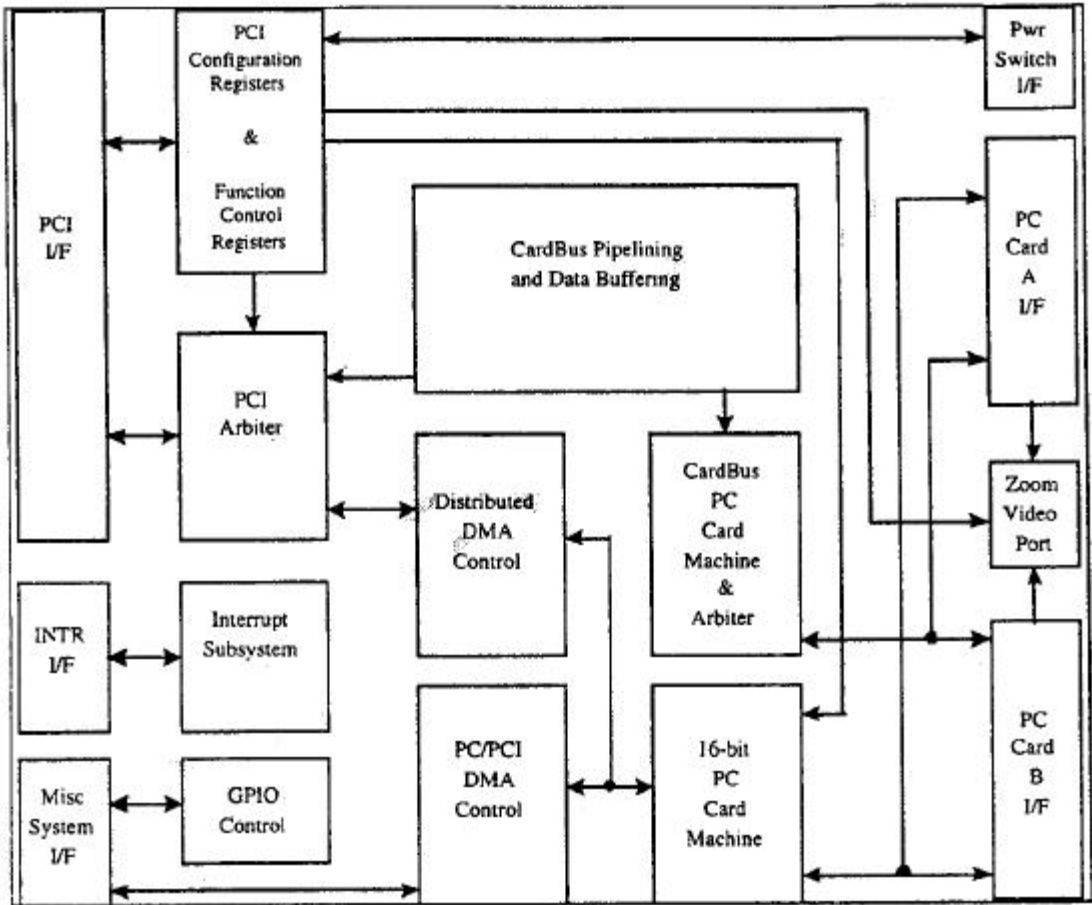 PCI
I/F
PCI
Configuration
Registers
&
Function
Control
Registers
Pwr
Switch
I/F
CardBus Pipelining
and Data Buffering
PC
Card
A
I/F
PCI
Arbiter
Distributed
DMA
Control
CardBus
PC
Card
Machine
&
Arbiter
Zoom
Video
Port
INTR
I/F
Interrupt
Subsystem
PC/PCI
DMA
Control
16-bit
PC
Card
Machine
PC
Card
B
I/F
Misc
System
I/F
GPIO
Control